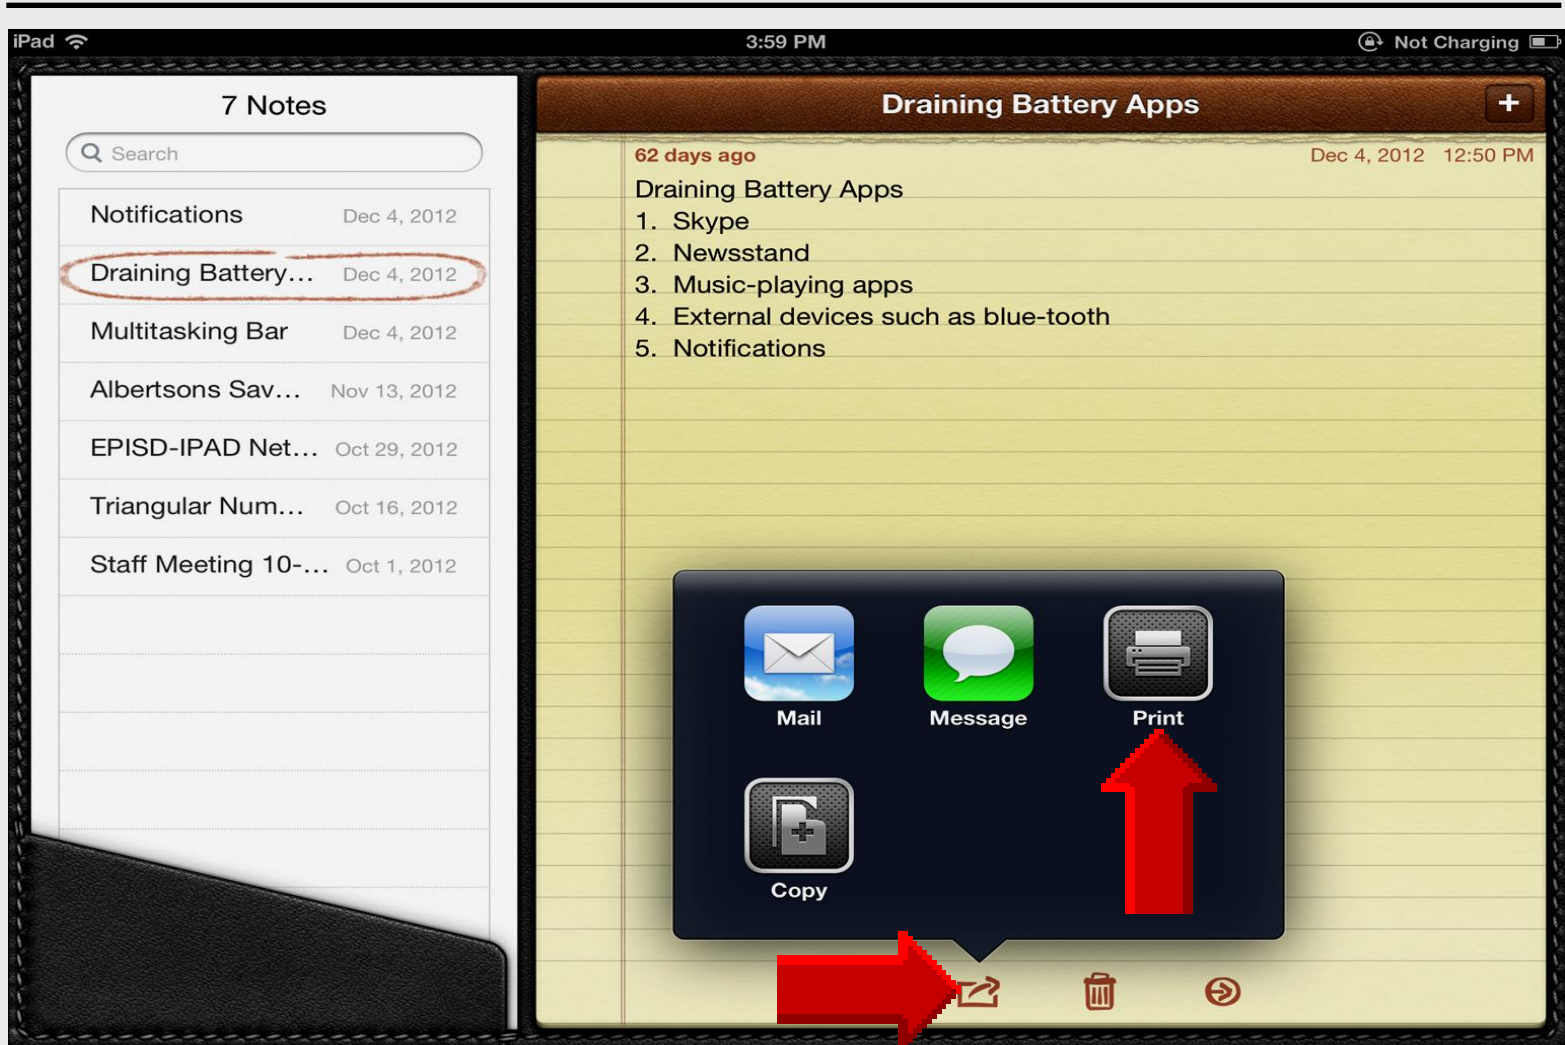 iPad 3:59 PM Not Charging
7 Notes
Search
Notifications Dec 4, 2012
Draining Battery... Dec 4, 2012
Multitasking Bar Dec 4, 2012
Albertsons Sav... Nov 13, 2012
EPISD-IPAD Net... Oct 29, 2012
Triangular Num... Oct 16, 2012
Staff Meeting 10-... Oct 1, 2012
Draining Battery Apps +
62 days ago Dec 4, 2012 12:50 PM
Draining Battery Apps
1. Skype
2. Newsstand
3. Music-playing apps
4. External devices such as blue-tooth
5. Notifications
Mail Message Print
Copy